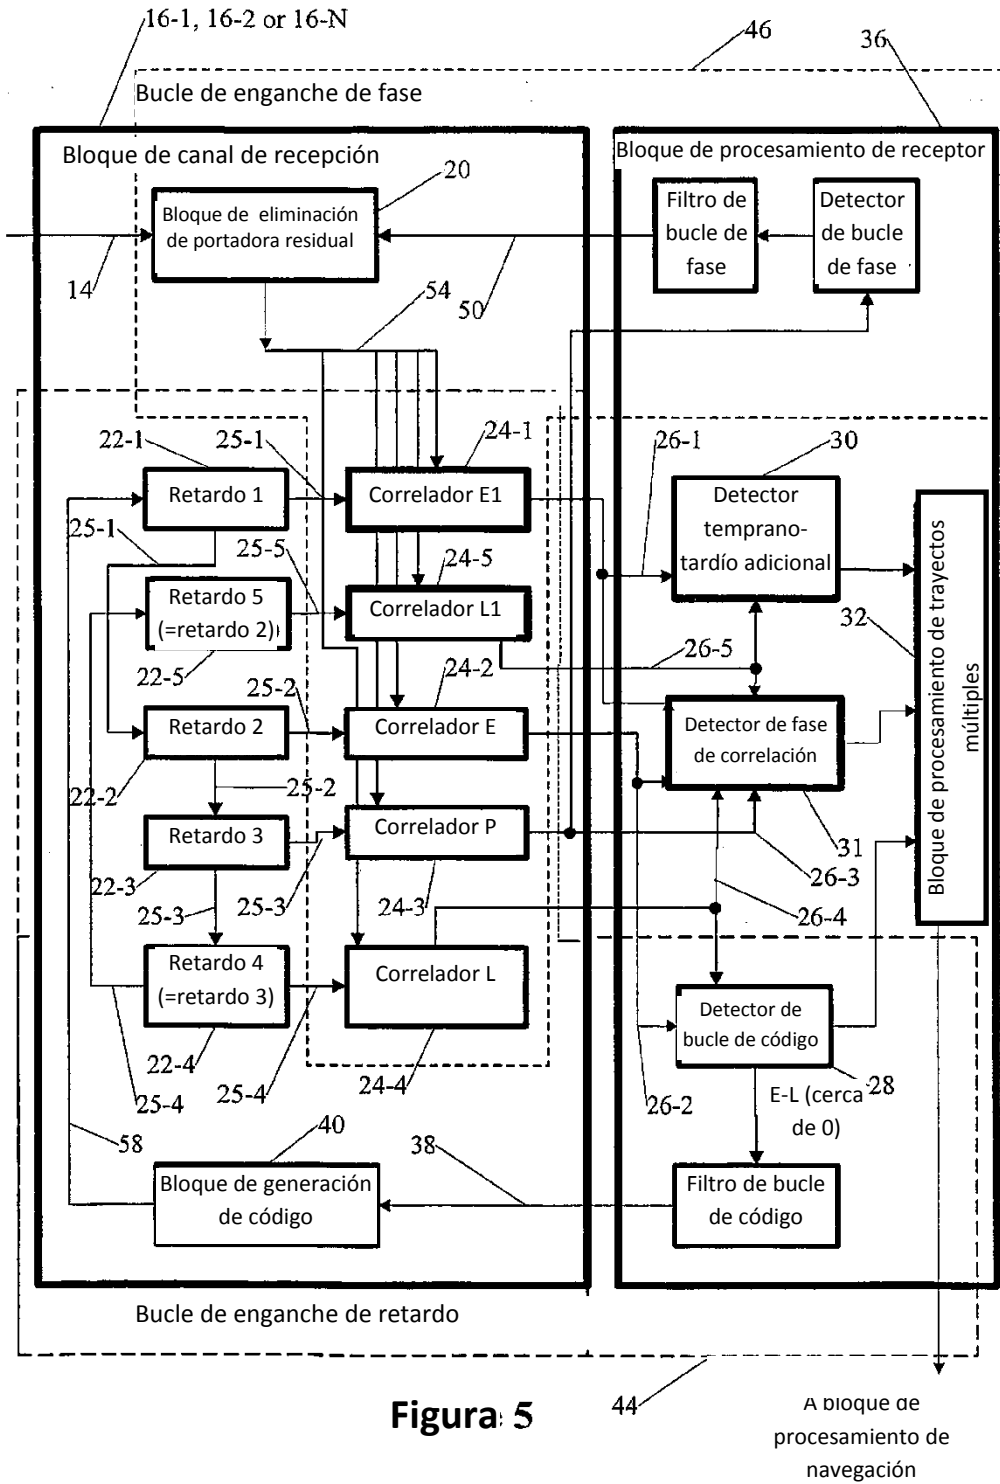 16-1, 16-2 or 16-N
46
36
Bucle de enganche de fase
Bloque de canal de recepción
Bloque de procesamiento de receptor
20
Bloque de eliminación
de portadora residual
Filtro de
bucle de
fase
Detector
de bucle
de fase
14
54
50
22-1
25-1
24-1
26-1
30
Retardo 1
Correlador E1
Detector
temprano-
tardío adicional
25-1
25-5
24-5
Retardo 5
(=retardo 2)
Correlador L1
32
22-5
25-2
24-2
26-5
Retardo 2
Correlador E
Detector de fase
de correlación
Bloque de procesamiento de trayectos
múltiples
22-2
25-2
Retardo 3
Correlador P
31
22-3
25-3
25-3
24-3
26-3
26-4
Retardo 4
(=retardo 3)
Correlador L
Detector de
bucle de código
22-4
25-4
25-4
24-4
26-2
28
E-L (cerca
de 0)
58
40
38
Bloque de generación
de código
Filtro de bucle
de código
Bucle de enganche de retardo
44
Figura 5
A bloque de
procesamiento de
navegación